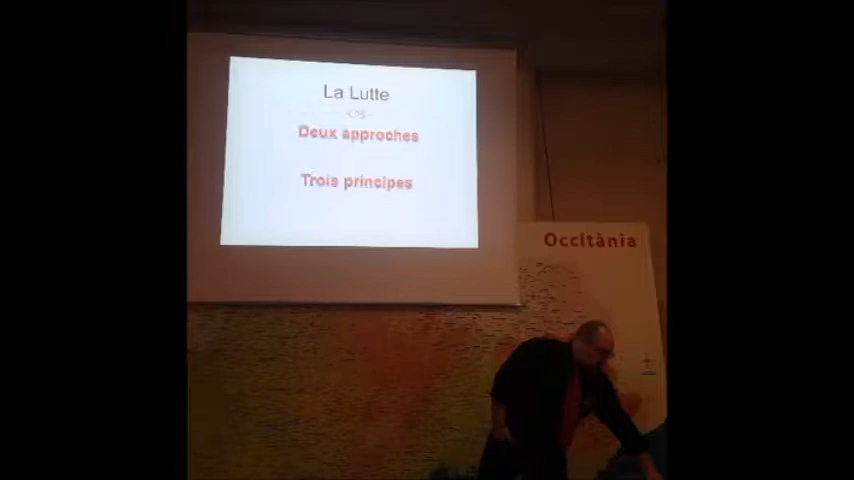 La Lutte
Deux approches
Trois principes
Occitània